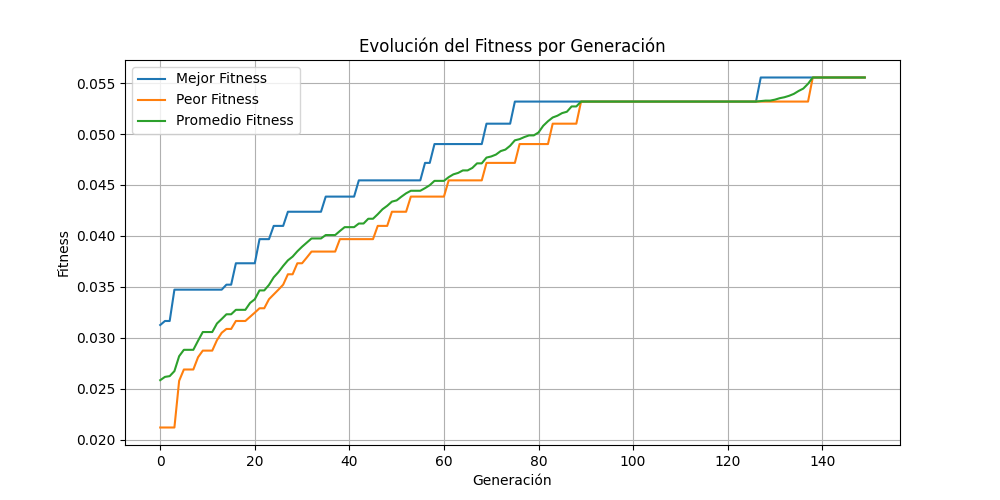 Evolución del Fitness por Generación
Mejor Fitness
Peor Fitness
Promedio Fitness
Fitness
0.055
0.050
0.045
0.040
0.035
0.030
0.025
0.020
0 20 40 60 80 100 120 140
Generación